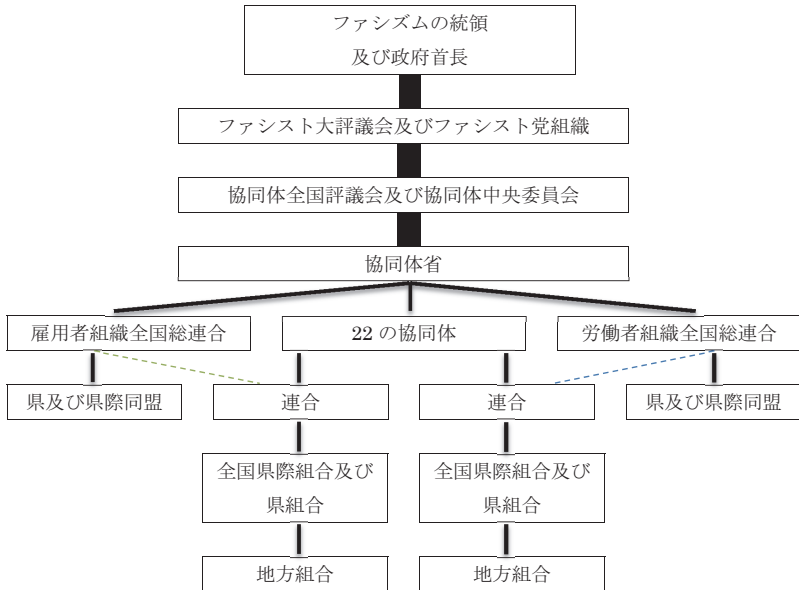 ファシズムの統領
及び政府首長
ファシスト大評議会及びファシスト党組織
協同体全国評議会及び協同体中央委員会
協同体省
雇用者組織全国総連合
22 の協同体
労働者組織全国総連合
県及び県際同盟
連合
連合
県及び県際同盟
全国県際組合及び
県組合
全国県際組合及び
県組合
地方組合
地方組合